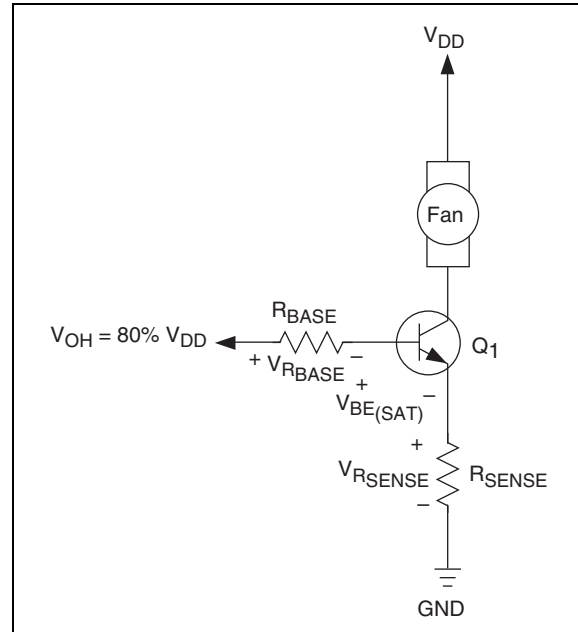 VDD
Fan
RBASE
VOH = 80% VDD
Q1
+ VRBASE –
+ VBE(SAT) –
+
VRSENSE RSENSE
–
GND